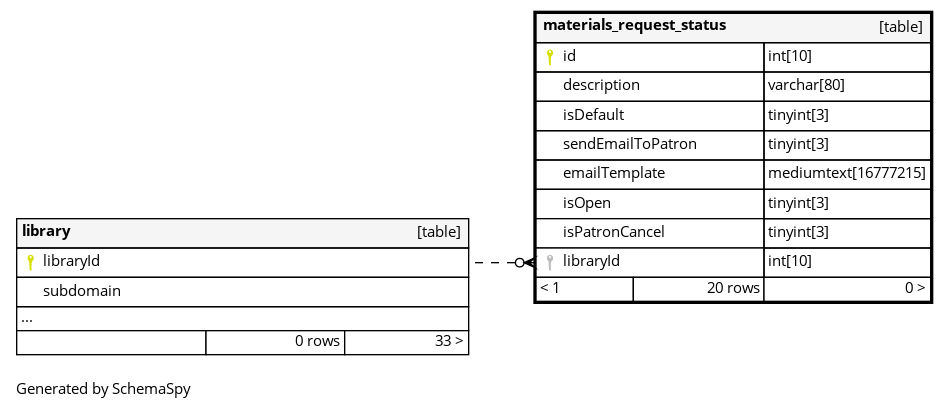 materials_request_status [table]
id int[10]
description varchar[80]
isDefault tinyint[3]
sendEmailToPatron tinyint[3]
emailTemplate mediumtext[16777215]
isOpen tinyint[3]
isPatronCancel tinyint[3]
libraryId int[10]
< 1 20 rows 0 >
library [table]
libraryId
subdomain
...
0 rows 33 >
Generated by SchemaSpy